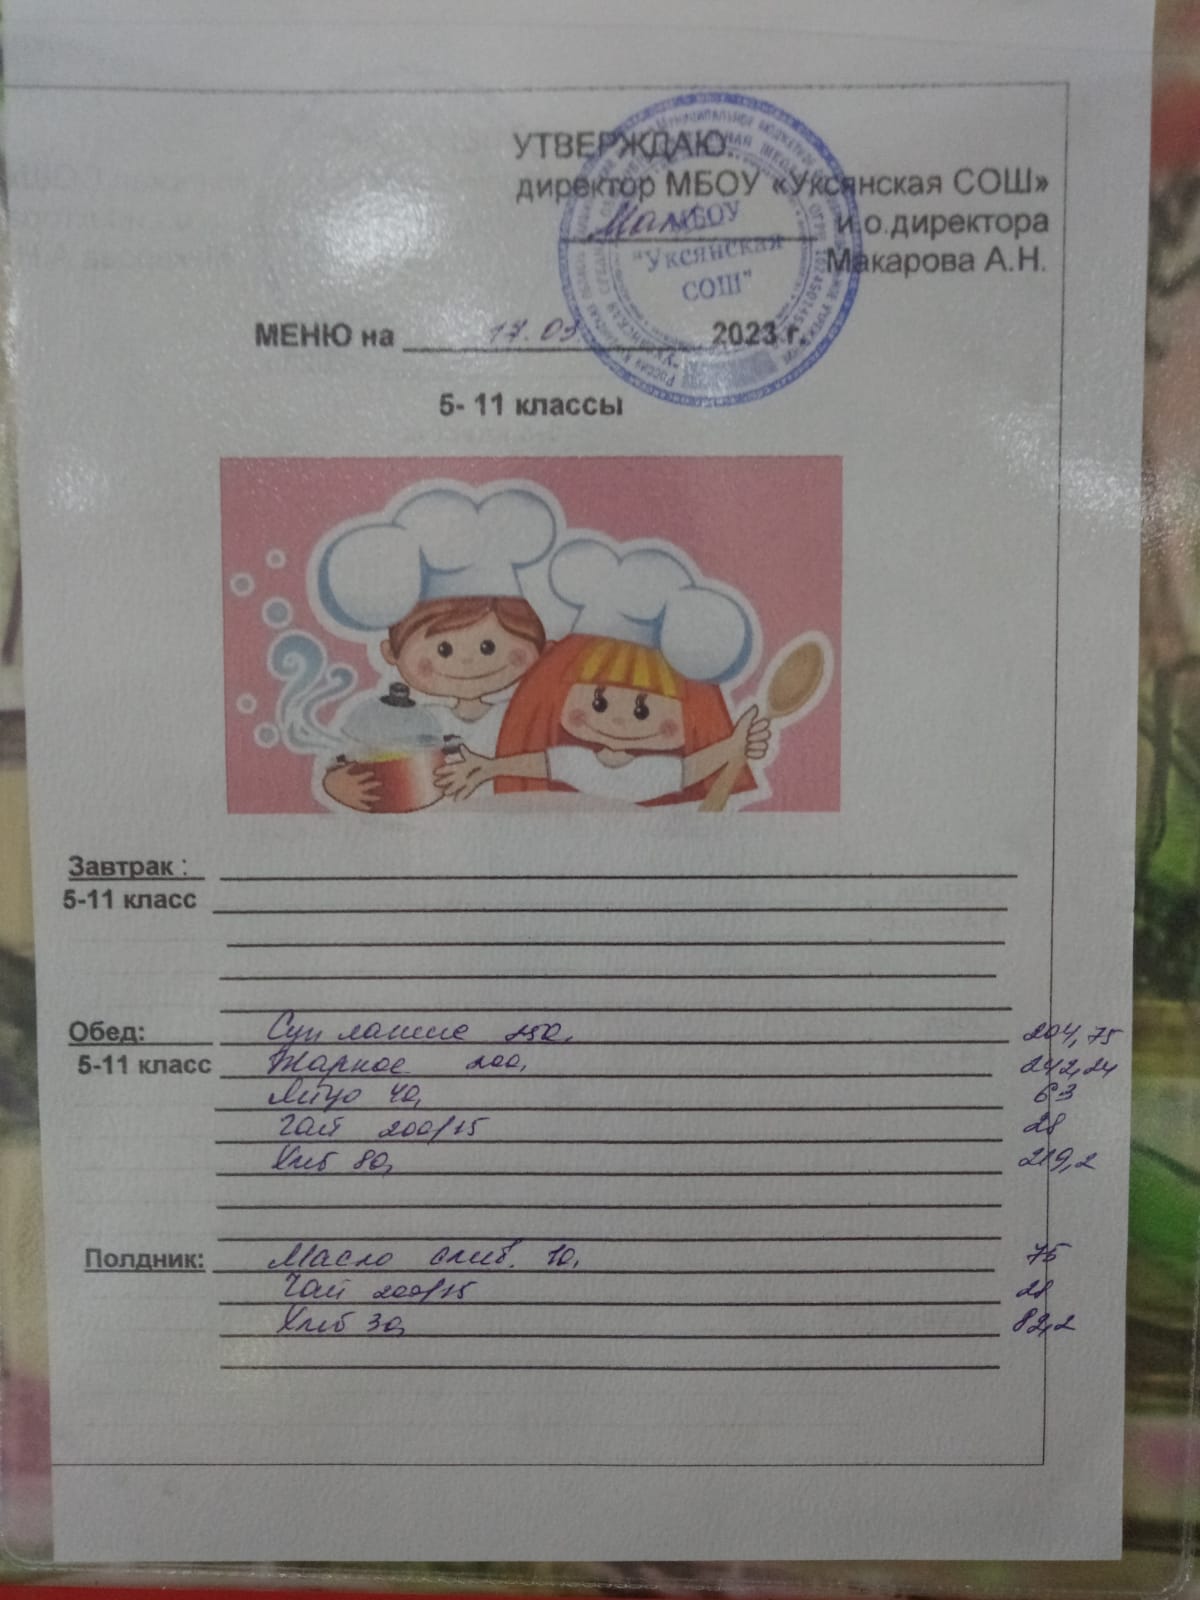 УТВЕРЖДАЮ.
директор МБОУ «Уксянская СОШ»
и о.директора
Макарова А.Н.
МБОУ
"Уксянская
СОШ"
МЕНЮ на 17.03 2023 г.
5- 11 классы
Завтрак :
5-11 класс
Обед: Суп 250, 204,75
5-11 класс Жаркое 200, 242,24
Яйцо 40, 63
Чай 200/15 28
Хлеб 80, 219,2
Полдник: Масло слив. 10, 75
Чай 200/15 28
Хлеб 30, 82,2